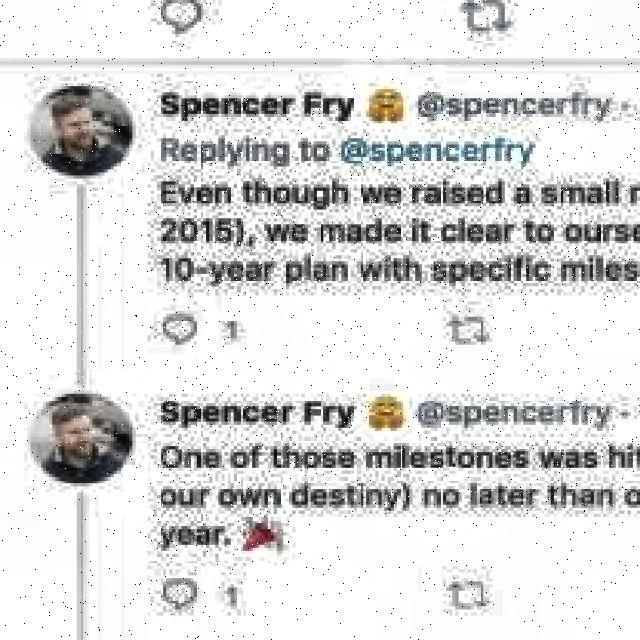 Spencer Fry 🤗 @spencerfry ·
Replying to @spencerfry
Even though we raised a small
2015), we made it clear to ourse
10-year plan with specific miles
1
Spencer Fry 🤗 @spencerfry ·
One of those milestones was hit
our own destiny) no later than o
year. 🎉
1